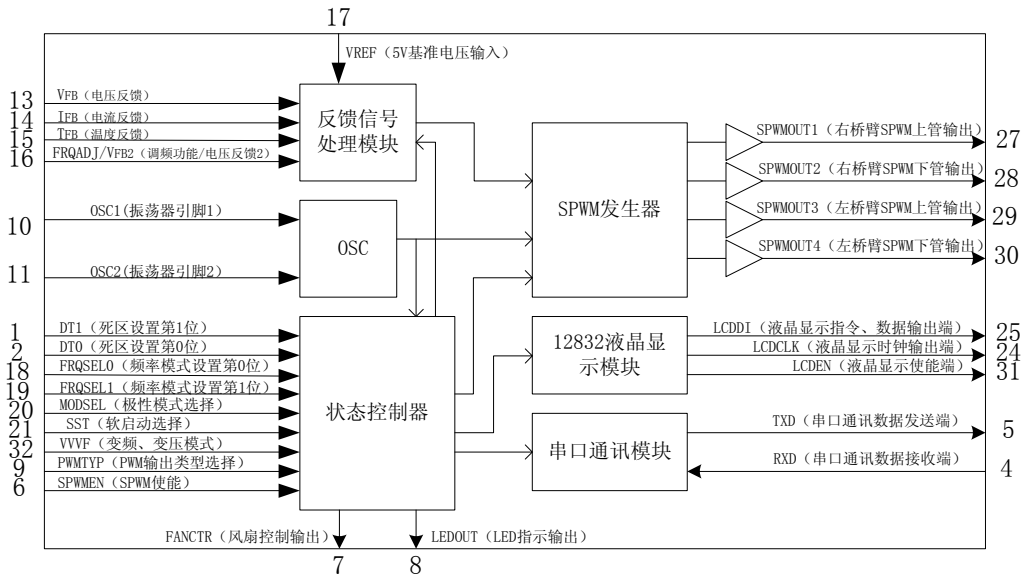 17
VREF（5V基准电压输入）
13
VFB（电压反馈）
14
IFB（电流反馈）
15
TFB（温度反馈）
16
FRQADJ/VFB2（调频功能/电压反馈2）
反馈信号
处理模块
10
OSC1(振荡器引脚1)
11
OSC2(振荡器引脚2)
OSC
SPWM发生器
SPWMOUT1（右桥臂SPWM上管输出）
27
SPWMOUT2（右桥臂SPWM下管输出）
28
SPWMOUT3（左桥臂SPWM上管输出）
29
SPWMOUT4（左桥臂SPWM下管输出）
30
1
DT1（死区设置第1位）
2
DT0（死区设置第0位）
18
FRQSEL0（频率模式设置第0位）
19
FRQSEL1（频率模式设置第1位）
20
MODSEL（极性模式选择）
21
SST（软启动选择）
32
VVVF（变频、变压模式）
9
PWMTYP（PWM输出类型选择）
6
SPWMEN（SPWM使能）
状态控制器
12832液晶显
示模块
LCDDI（液晶显示指令、数据输出端）
25
LCDCLK（液晶显示时钟输出端）
24
LCDEN（液晶显示使能端）
31
串口通讯模块
TXD（串口通讯数据发送端）
5
RXD（串口通讯数据接收端）
4
FANCTR（风扇控制输出）
7
LEDOUT（LED指示输出）
8